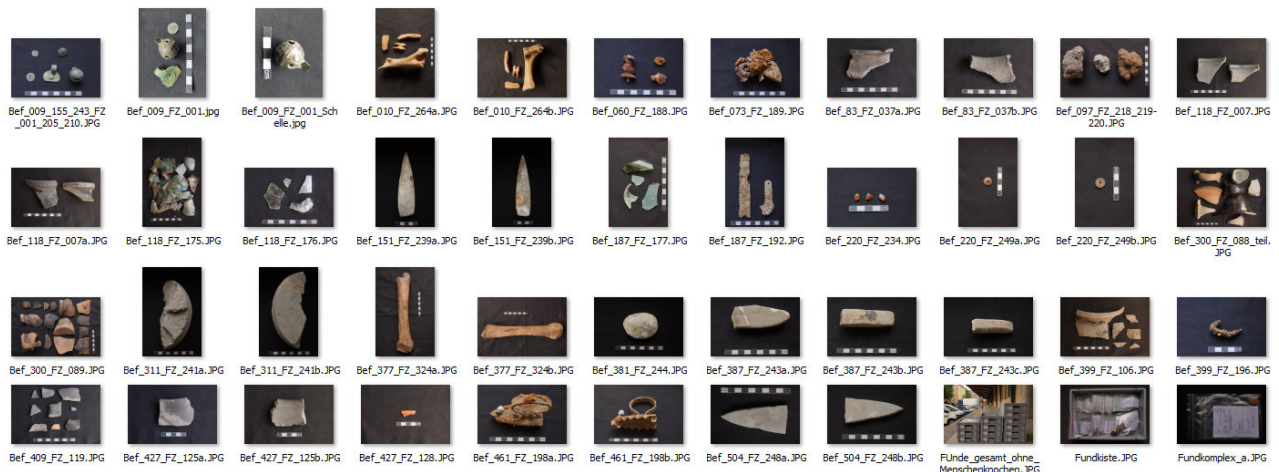 Bef_009_155_243_FZ
_001_205_210.JPG
Bef_009_FZ_001.jpg
Bef_009_FZ_001_Sch
elle.jpg
Bef_010_FZ_264a.JPG
Bef_010_FZ_264b.JPG
Bef_060_FZ_188.JPG
Bef_073_FZ_189.JPG
Bef_83_FZ_037a.JPG
Bef_83_FZ_037b.JPG
Bef_097_FZ_218_219-
220.JPG
Bef_118_FZ_007.JPG
Bef_118_FZ_007a.JPG
Bef_118_FZ_175.JPG
Bef_118_FZ_176.JPG
Bef_151_FZ_239a.JPG
Bef_151_FZ_239b.JPG
Bef_187_FZ_177.JPG
Bef_187_FZ_192.JPG
Bef_220_FZ_234.JPG
Bef_220_FZ_249a.JPG
Bef_220_FZ_249b.JPG
Bef_300_FZ_088_teil.
JPG
Bef_300_FZ_089.JPG
Bef_311_FZ_241a.JPG
Bef_311_FZ_241b.JPG
Bef_377_FZ_324a.JPG
Bef_377_FZ_324b.JPG
Bef_381_FZ_244.JPG
Bef_387_FZ_243a.JPG
Bef_387_FZ_243b.JPG
Bef_387_FZ_243c.JPG
Bef_399_FZ_106.JPG
Bef_399_FZ_196.JPG
Bef_409_FZ_119.JPG
Bef_427_FZ_125a.JPG
Bef_427_FZ_125b.JPG
Bef_427_FZ_128.JPG
Bef_461_FZ_198a.JPG
Bef_461_FZ_198b.JPG
Bef_504_FZ_248a.JPG
Bef_504_FZ_248b.JPG
FUnde_gesamt_ohne_
Menschenknochen.JPG
Fundkiste.JPG
Fundkomplex_a.JPG